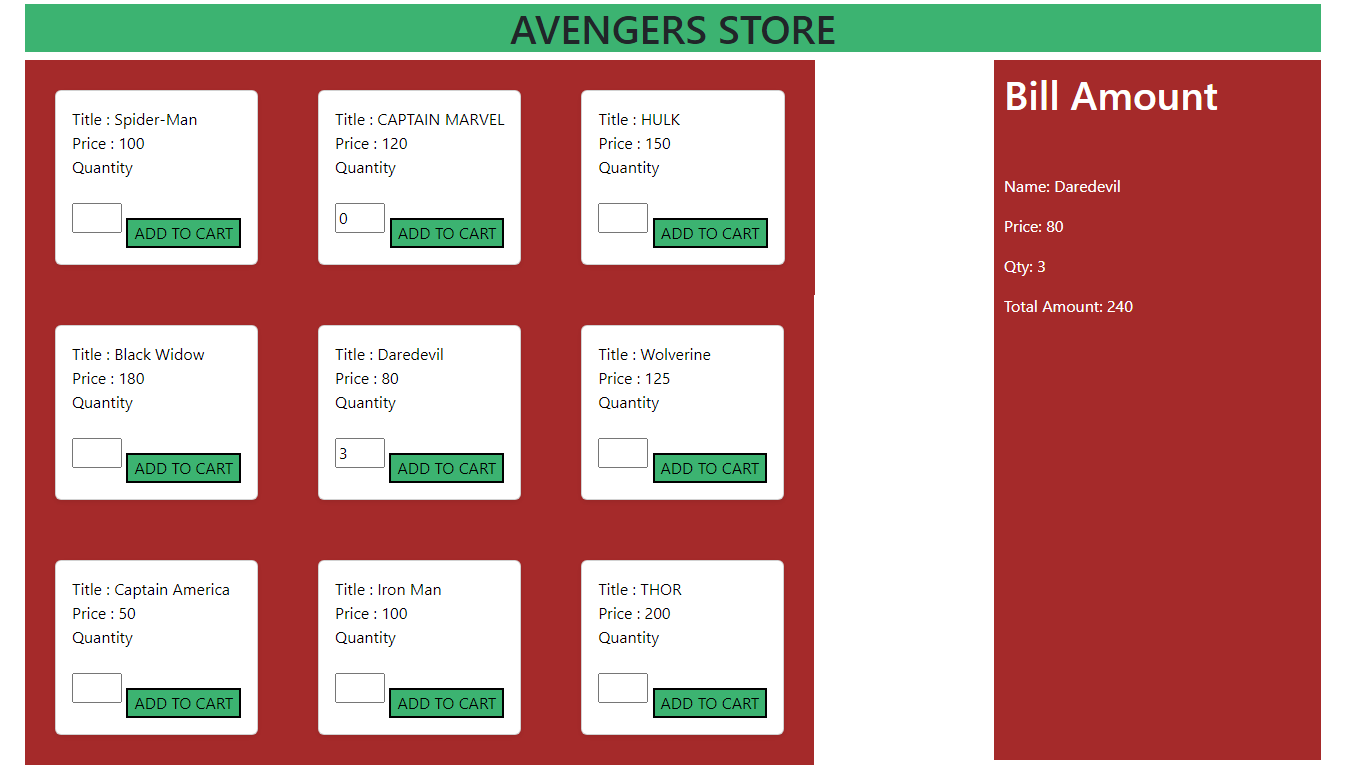 AVENGERS STORE
Title : Spider-Man
Price : 100
Quantity
ADD TO CART
Title : CAPTAIN MARVEL
Price : 120
Quantity
0
ADD TO CART
Title : HULK
Price : 150
Quantity
ADD TO CART
Title : Black Widow
Price : 180
Quantity
ADD TO CART
Title : Daredevil
Price : 80
Quantity
3
ADD TO CART
Title : Wolverine
Price : 125
Quantity
ADD TO CART
Title : Captain America
Price : 50
Quantity
ADD TO CART
Title : Iron Man
Price : 100
Quantity
ADD TO CART
Title : THOR
Price : 200
Quantity
ADD TO CART
Bill Amount
Name: Daredevil
Price: 80
Qty: 3
Total Amount: 240